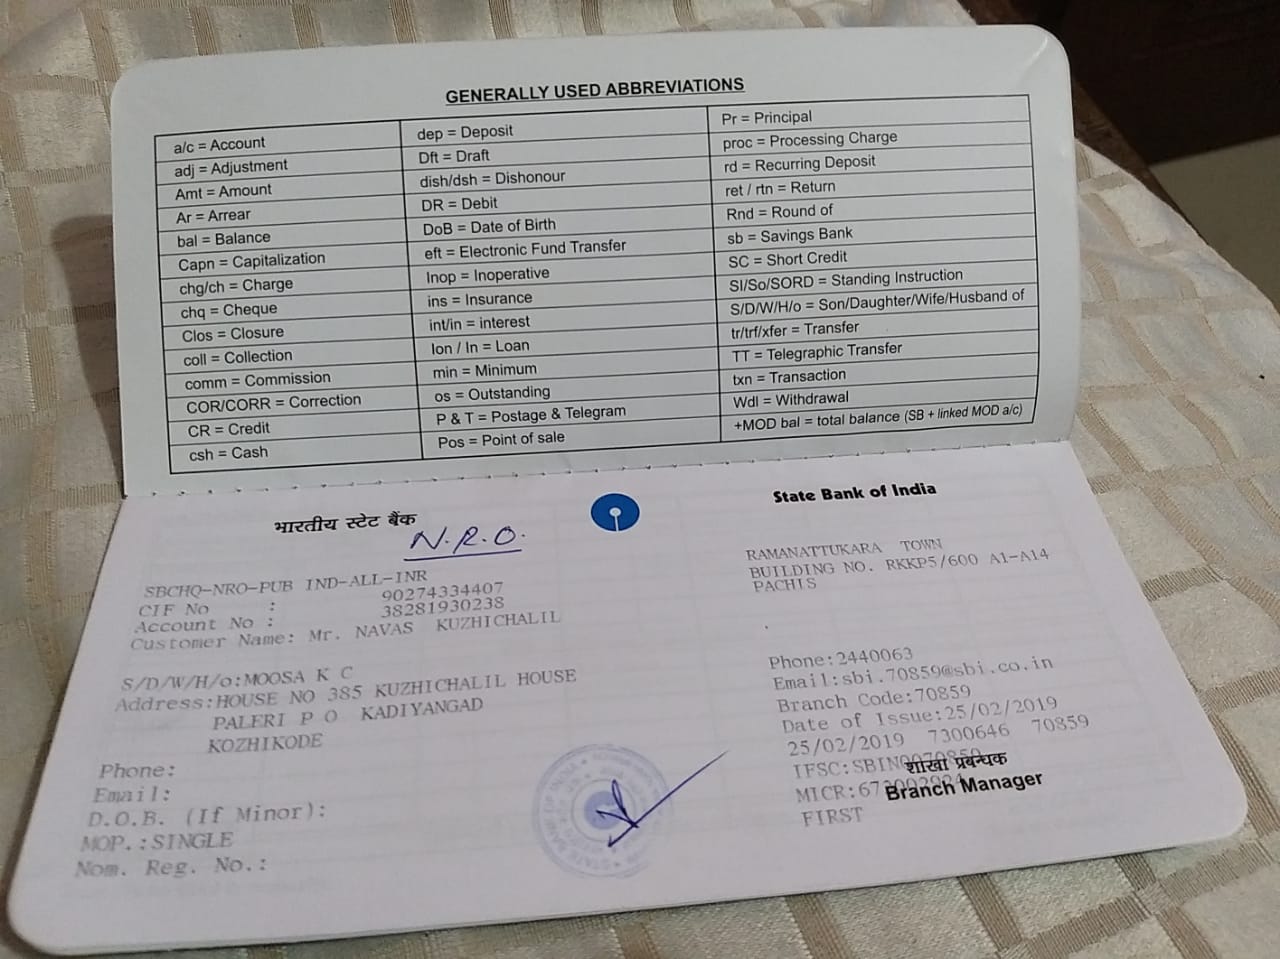 GENERALLY USED ABBREVIATIONS
a/c = Account
adj = Adjustment
Amt = Amount
Ar = Arrear
bal = Balance
Capn = Capitalization
chg/ch = Charge
chq = Cheque
Clos = Closure
coll = Collection
comm = Commission
COR/CORR = Correction
CR = Credit
csh = Cash
dep = Deposit
Dft = Draft
dish/dsh = Dishonour
DR = Debit
DoB = Date of Birth
eft = Electronic Fund Transfer
Inop = Inoperative
ins = Insurance
int/in = interest
lon / ln = Loan
min = Minimum
os = Outstanding
P & T = Postage & Telegram
Pos = Point of sale
Pr = Principal
proc = Processing Charge
rd = Recurring Deposit
ret / rtn = Return
Rnd = Round of
sb = Savings Bank
SC = Short Credit
SI/So/SORD = Standing Instruction
S/D/W/H/o = Son/Daughter/Wife/Husband of
tr/trf/xfer = Transfer
TT = Telegraphic Transfer
txn = Transaction
Wdl = Withdrawal
+MOD bal = total balance (SB + linked MOD a/c)
भारतीय स्टेट बैंक
N.R.O.
State Bank of India
SBCHQ-NRO-PUB IND-ALL-INR
CIF No : 90274334407
Account No : 38281930238
Customer Name: Mr. NAVAS KUZHICHALIL
S/D/W/H/o:MOOSA K C
Address:HOUSE NO 385 KUZHICHALIL HOUSE
PALERI P O KADIYANGAD
KOZHIKODE
Phone:
Email:
D.O.B. (If Minor):
MOP.:SINGLE
Nom. Reg. No.:
RAMANATTUKARA TOWN
BUILDING NO. RKKP5/600 A1-A14
PACHIS
Phone:2440063
Email:sbi.70859@sbi.co.in
Branch Code:70859
Date of Issue:25/02/2019
25/02/2019 7300646 70859
IFSC:SBIN0070859
शाखा प्रबन्धक
MICR:
Branch Manager
FIRST